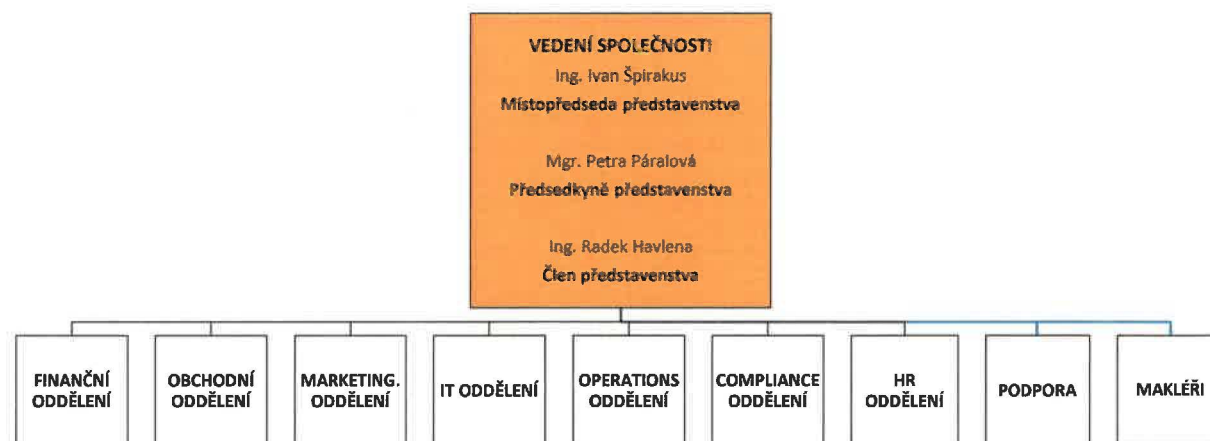 VEDENÍ SPOLEČNOSTI
Ing. Ivan Špirakus
Místopředseda představenstva
Mgr. Petra Páralová
Předsedkyně představenstva
Ing. Radek Havlena
Člen představenstva
FINANČNÍ
ODDĚLENÍ
OBCHODNÍ
ODDĚLENÍ
MARKETING.
ODDĚLENÍ
IT ODDĚLENÍ
OPERATIONS
ODDĚLENÍ
COMPLIANCE
ODDĚLENÍ
HR
ODDĚLENÍ
PODPORA
MAKLÉŘI